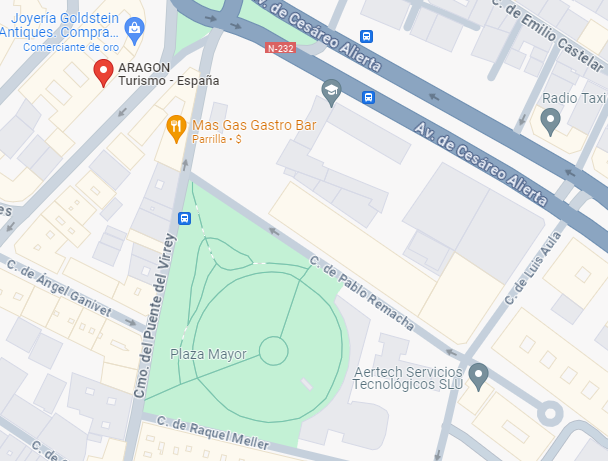 Joyería Goldstein
Antiques Compra...
Comerciante de oro
Av. de Cesáreo Alierta
C. de Emilio Castelar
N-232
ARAGON
Turismo - España
Radio Taxi
Mas Gas Gastro Bar
Parrilla • $
Av. de Cesáreo Alierta
es
Cmo. del Puente del Virrey
C. de Luis Aula
C. de Ángel Ganivet
C. de Pablo Remacha
Plaza Mayor
Aertech Servicios
Tecnológicos SLU
C. de Raquel Meller
C. de